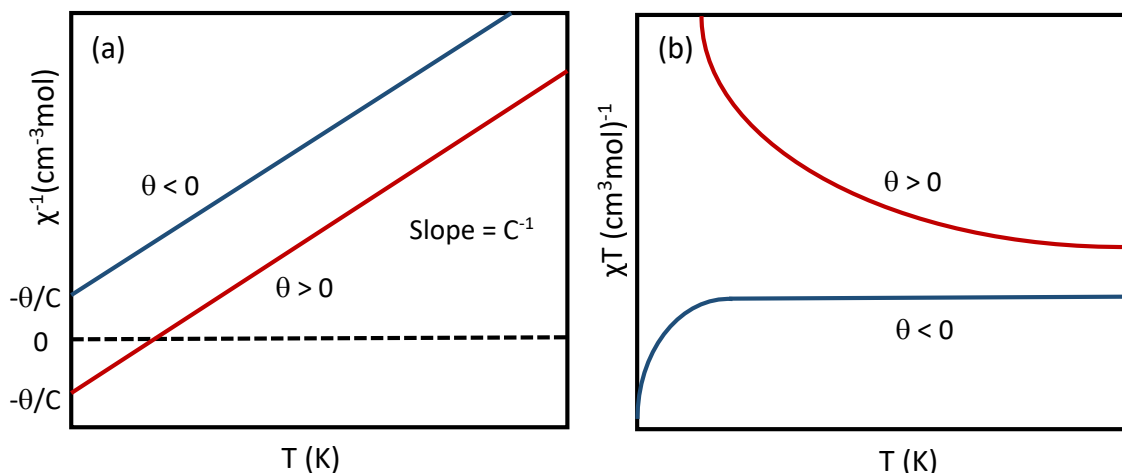 (a)
χ⁻¹(cm⁻³mol)
θ < 0
Slope = C⁻¹
θ > 0
-θ/C
0
-θ/C
T (K)
(b)
χT (cm³mol)⁻¹
θ > 0
θ < 0
T (K)